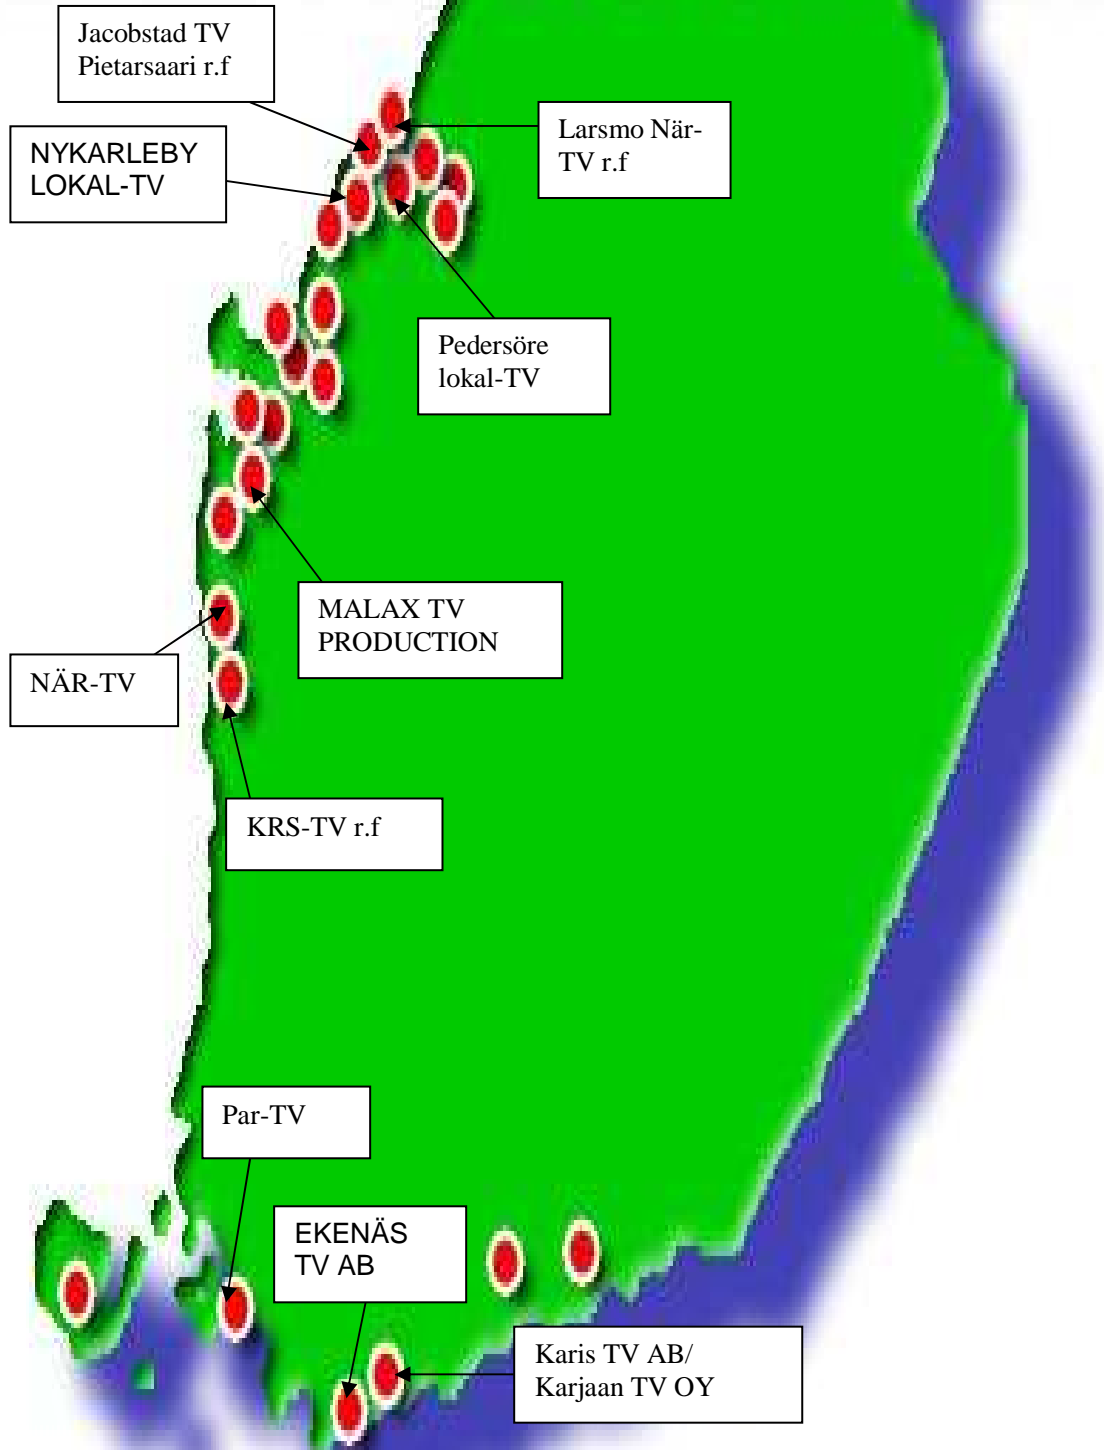 Jacobstad TV
Pietarsaari r.f
Larsmo När-
TV r.f
NYKARLEBY
LOKAL-TV
Pedersöre
lokal-TV
MALAX TV
PRODUCTION
NÄR-TV
KRS-TV r.f
Par-TV
EKENÄS
TV AB
Karis TV AB/
Karjaan TV OY